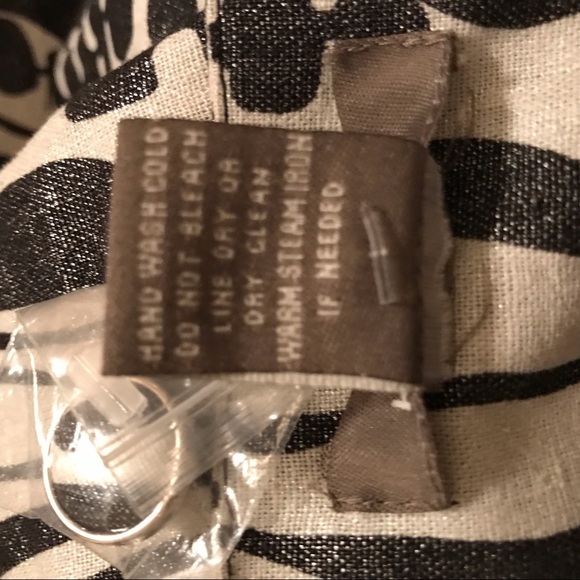 HAND WASH COLD
DO NOT BLEACH
LINE DRY OR
DRY CLEAN
WARM STEAM IRON
IF NEEDED